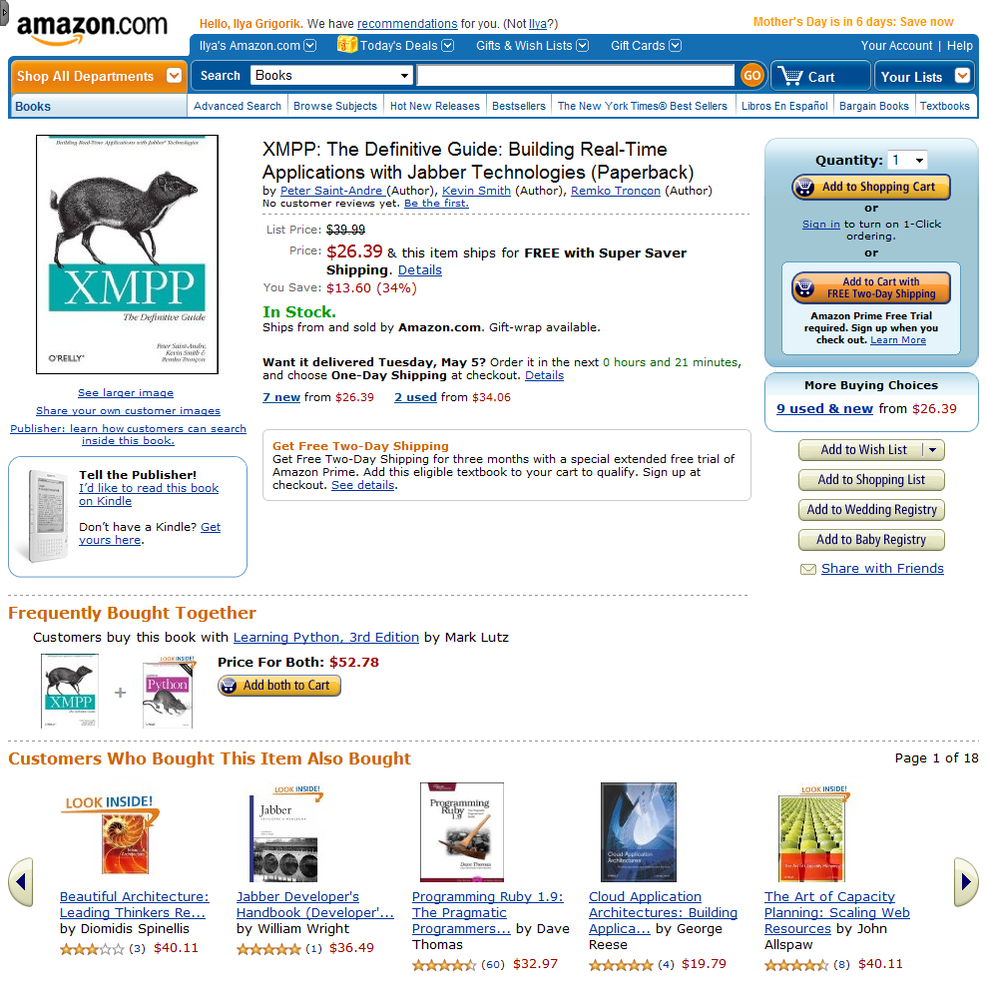 amazon.com
Hello, Ilya Grigorik. We have recommendations for you. (Not Ilya?)
Mother's Day is in 6 days: Save now
Ilya's Amazon.com
Today's Deals
Gifts & Wish Lists
Gift Cards
Your Account | Help
Shop All Departments
Search
Books
GO
Cart
Your Lists
Books
Advanced Search
Browse Subjects
Hot New Releases
Bestsellers
The New York Times® Best Sellers
Libros En Español
Bargain Books
Textbooks
Building Real-Time Applications with Jabber Technologies
XMPP
The Definitive Guide
O'REILLY®
Peter Saint-Andre,
Kevin Smith &
Remko Tronçon
See larger image
Share your own customer images
Publisher: learn how customers can search
inside this book.
Tell the Publisher!
I'd like to read this book
on Kindle
Don't have a Kindle? Get
yours here.
XMPP: The Definitive Guide: Building Real-Time
Applications with Jabber Technologies (Paperback)
by Peter Saint-Andre (Author), Kevin Smith (Author), Remko Tronçon (Author)
No customer reviews yet. Be the first.
List Price: $39.99
Price: $26.39 & this item ships for FREE with Super Saver
Shipping. Details
You Save: $13.60 (34%)
In Stock.
Ships from and sold by Amazon.com. Gift-wrap available.
Want it delivered Tuesday, May 5? Order it in the next 0 hours and 21 minutes,
and choose One-Day Shipping at checkout. Details
7 new from $26.39 2 used from $34.06
Get Free Two-Day Shipping
Get Free Two-Day Shipping for three months with a special extended free trial of
Amazon Prime. Add this eligible textbook to your cart to qualify. Sign up at
checkout. See details.
Quantity: 1
Add to Shopping Cart
or
Sign in to turn on 1-Click
ordering.
or
Add to Cart with
FREE Two-Day Shipping
Amazon Prime Free Trial
required. Sign up when you
check out. Learn More
More Buying Choices
9 used & new from $26.39
Add to Wish List
Add to Shopping List
Add to Wedding Registry
Add to Baby Registry
Share with Friends
Frequently Bought Together
Customers buy this book with Learning Python, 3rd Edition by Mark Lutz
XMPP
+
LOOK INSIDE!
Python
Price For Both: $52.78
Add both to Cart
Customers Who Bought This Item Also Bought
Page 1 of 18
LOOK INSIDE!
Beautiful Architecture:
Leading Thinkers Re...
by Diomidis Spinellis
(3) $40.11
LOOK INSIDE!
Jabber
Jabber Developer's
Handbook (Developer'...
by William Wright
(1) $36.49
Programming
Ruby 1.9
Dave Thomas
Programming Ruby 1.9:
The Pragmatic
Programmers... by Dave
Thomas
(60) $32.97
Cloud Application
Architectures
Cloud Application
Architectures: Building
Applica... by George
Reese
(4) $19.79
LOOK INSIDE!
The Art of Capacity Planning
The Art of Capacity
Planning: Scaling Web
Resources by John
Allspaw
(8) $40.11